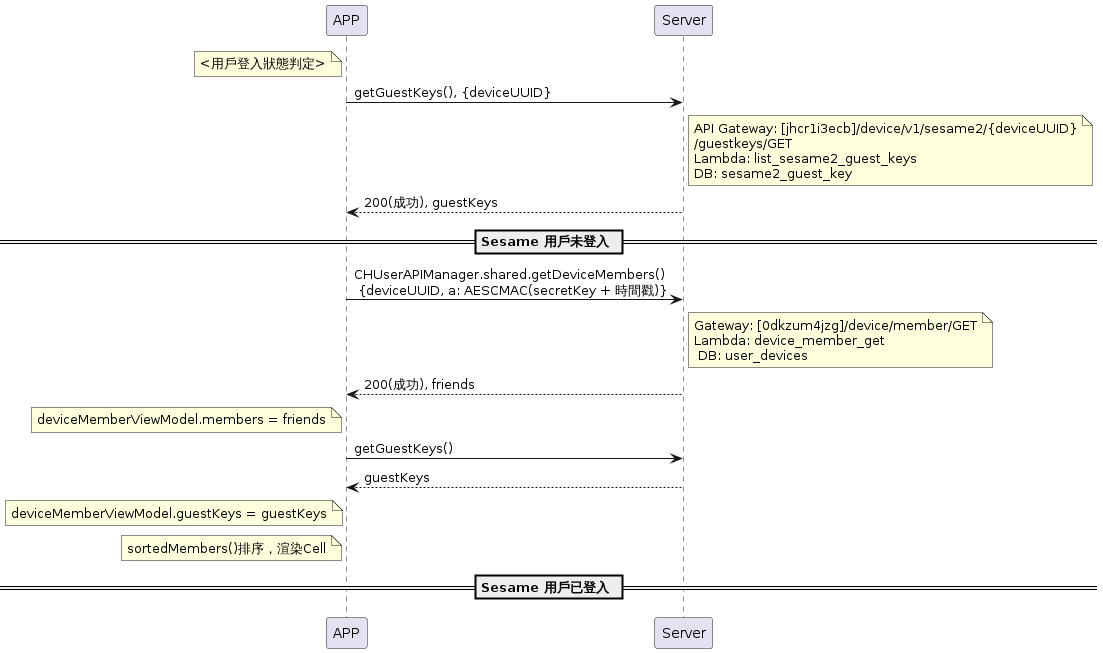 APP
Server
<用戶登入狀態判定>
getGuestKeys(), {deviceUUID}
API Gateway: [jhcr1i3ecb]/device/v1/sesame2/{deviceUUID}
/guestkeys/GET
Lambda: list_sesame2_guest_keys
DB: sesame2_guest_key
200(成功), guestKeys
Sesame 用戶未登入
CHUserAPIManager.shared.getDeviceMembers()
{deviceUUID, a: AESCMAC(secretKey + 時間戳)}
Gateway: [0dkzum4jzg]/device/member/GET
Lambda: device_member_get
DB: user_devices
200(成功), friends
deviceMemberViewModel.members = friends
getGuestKeys()
guestKeys
deviceMemberViewModel.guestKeys = guestKeys
sortedMembers()排序，渲染Cell
Sesame 用戶已登入
APP
Server